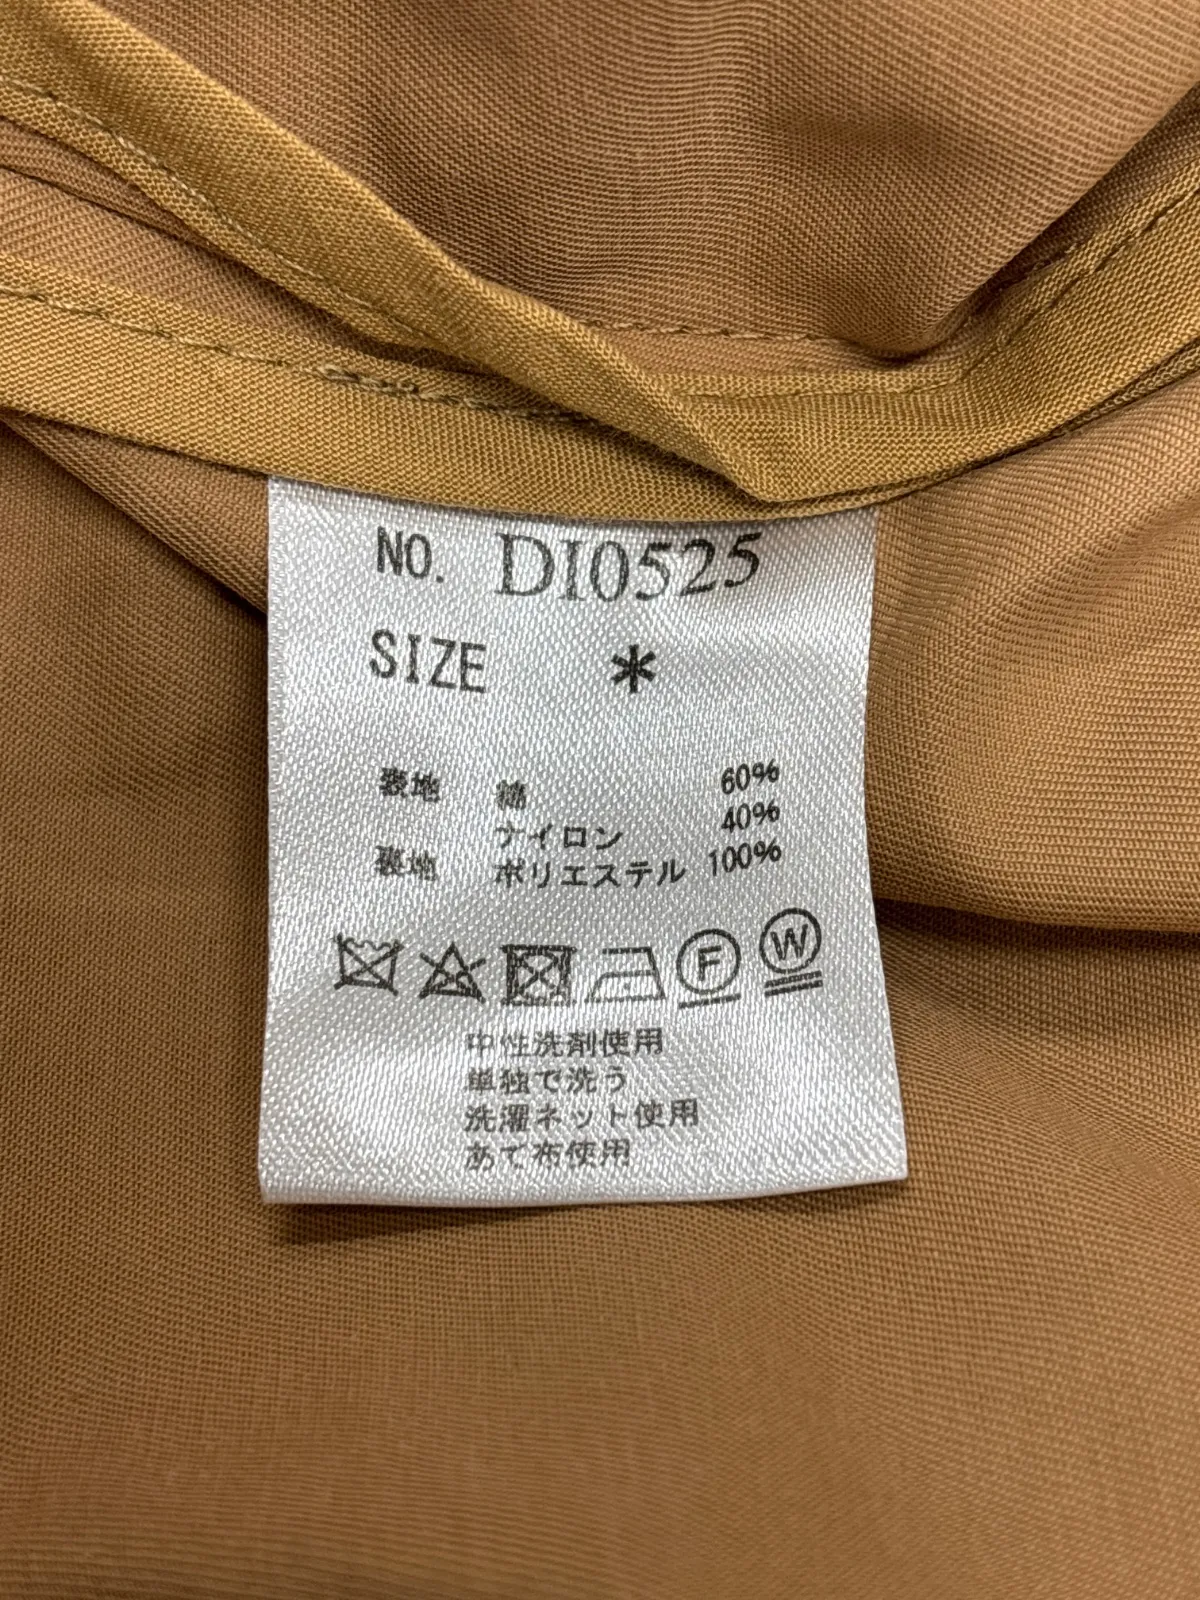 NO. DI0525
SIZE *
表地 綿 60%
ナイロン 40%
裏地 ポリエステル 100%
F W
中性洗剤使用
単独で洗う
洗濯ネット使用
あて布使用